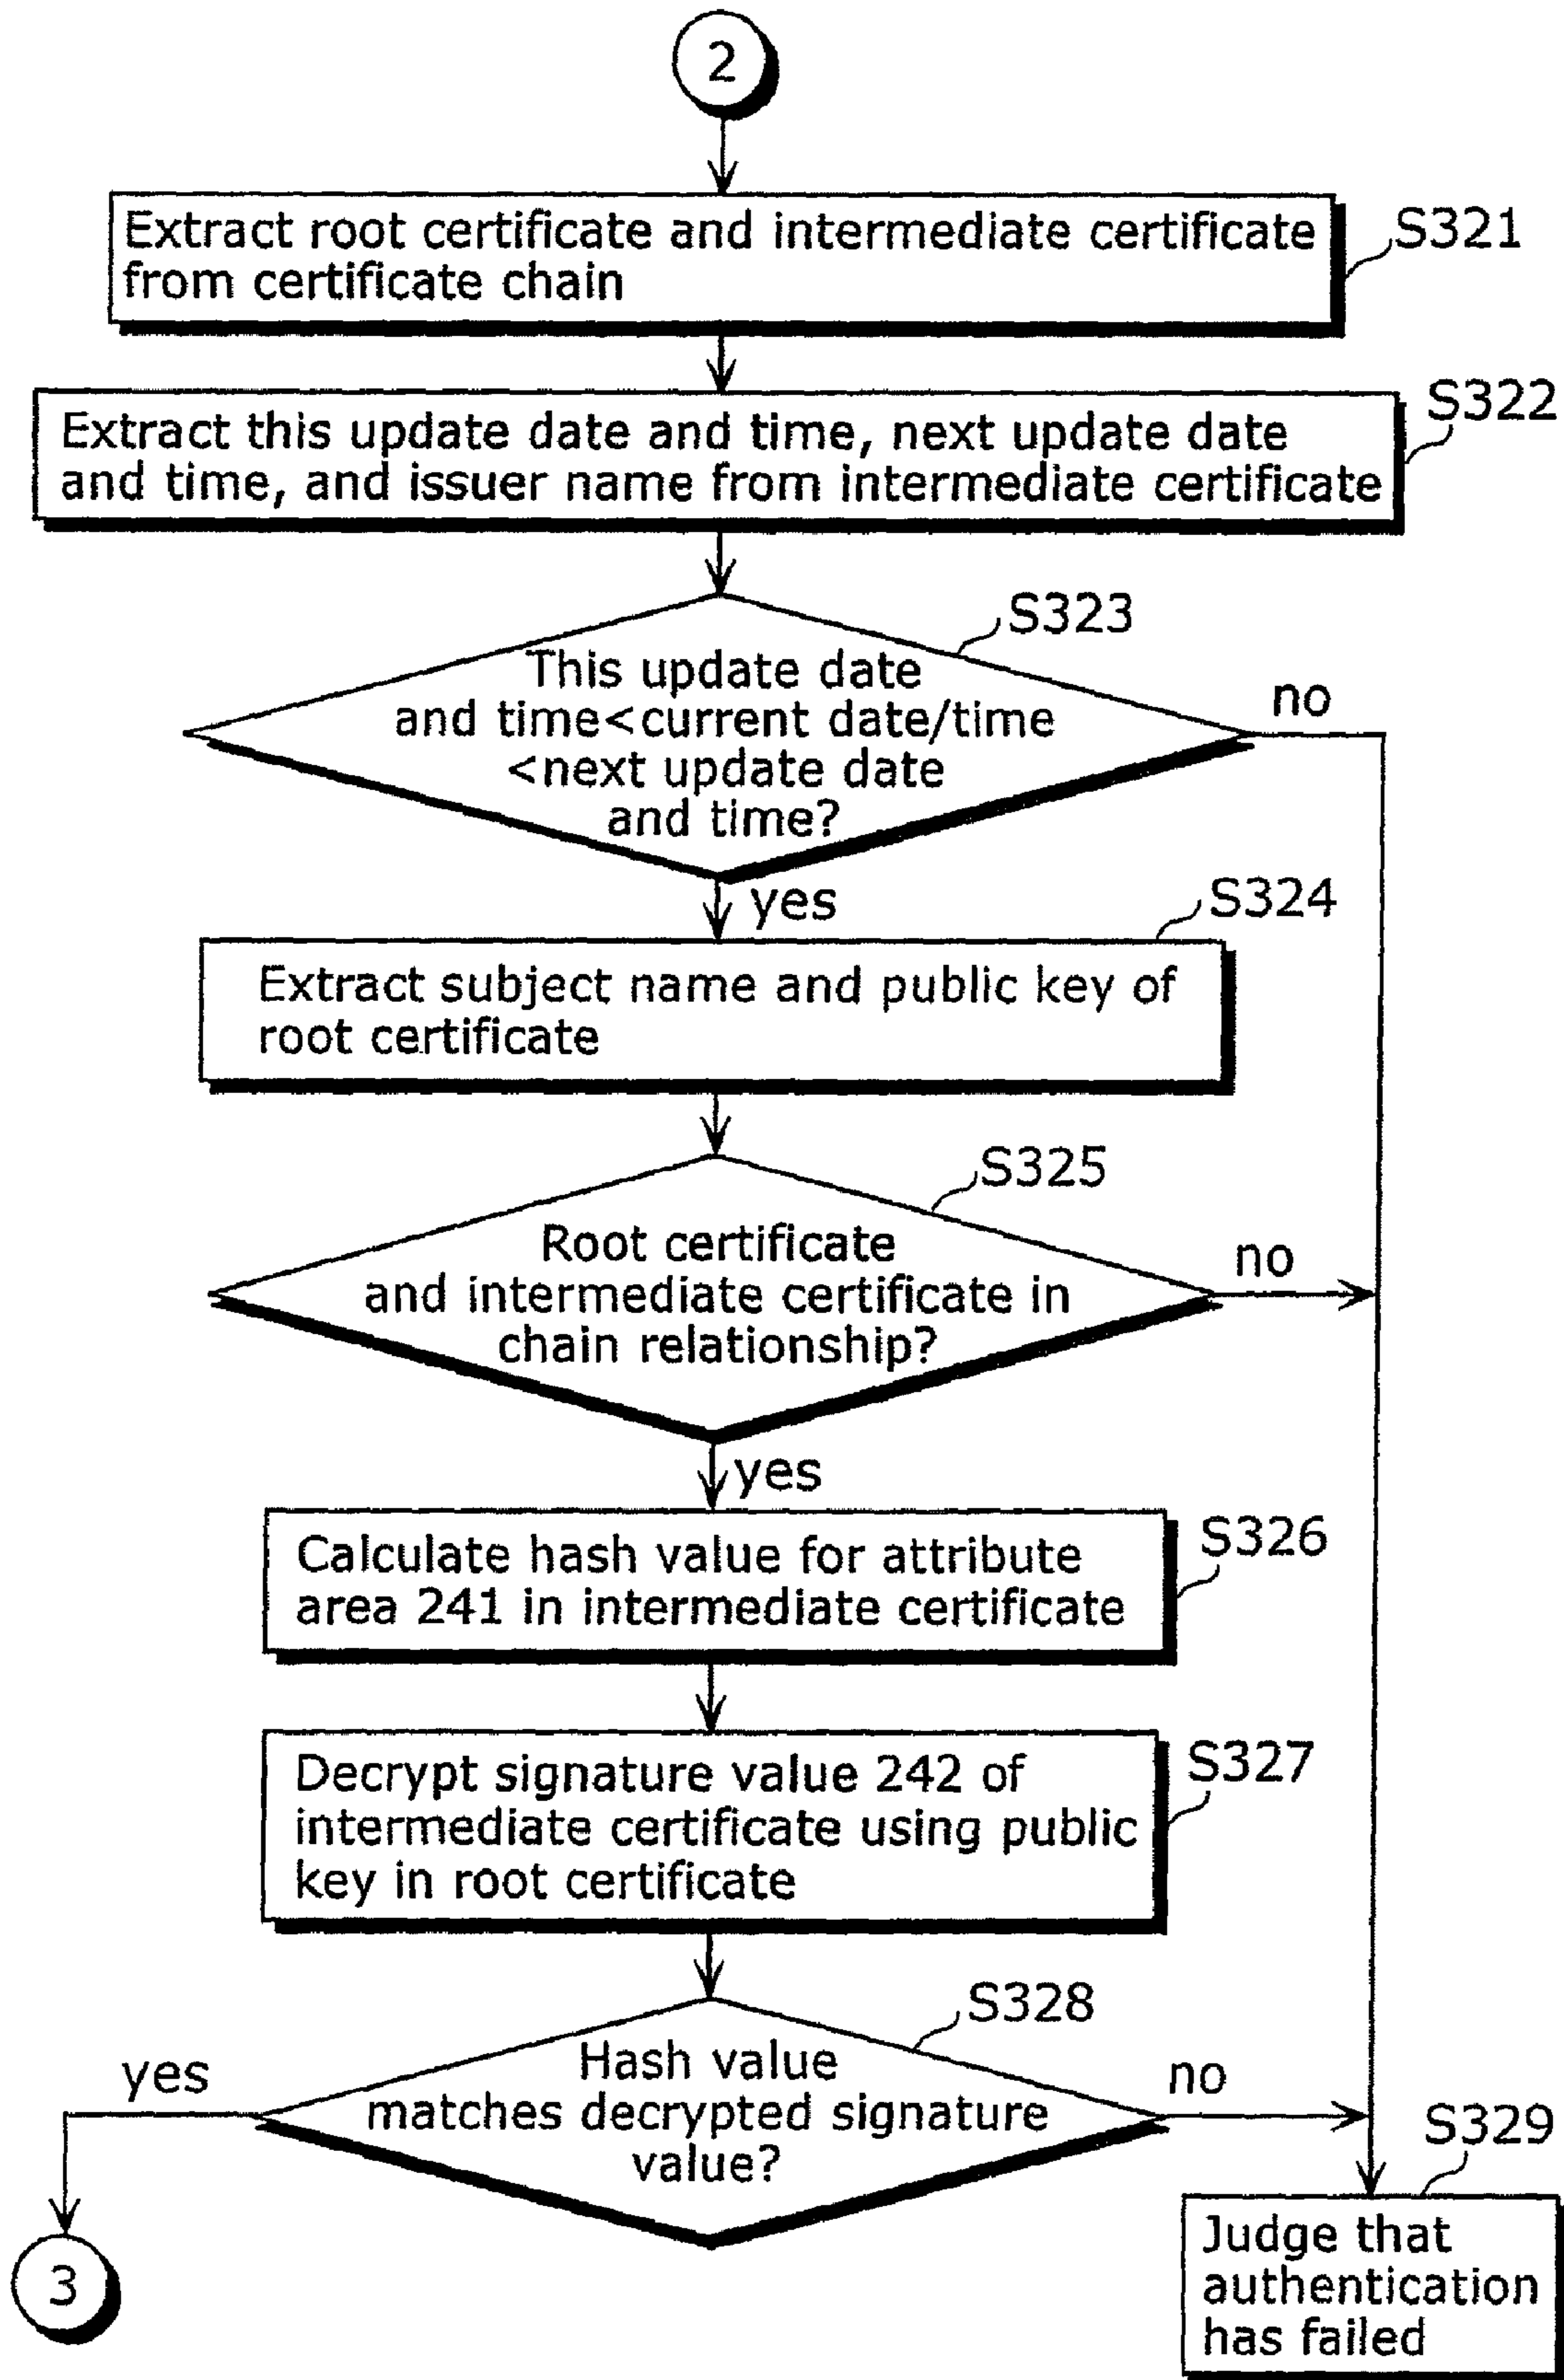 2
Extract root certificate and intermediate certificate
from certificate chain
S321
Extract this update date and time, next update date
and time, and issuer name from intermediate certificate
S322
This update date
and time<current date/time
<next update date
and time?
S323
no
yes
Extract subject name and public key of
root certificate
S324
Root certificate
and intermediate certificate in
chain relationship?
S325
no
yes
Calculate hash value for attribute
area 241 in intermediate certificate
S326
Decrypt signature value 242 of
intermediate certificate using public
key in root certificate
S327
Hash value
matches decrypted signature
value?
S328
yes
no
3
S329
Judge that
authentication
has failed